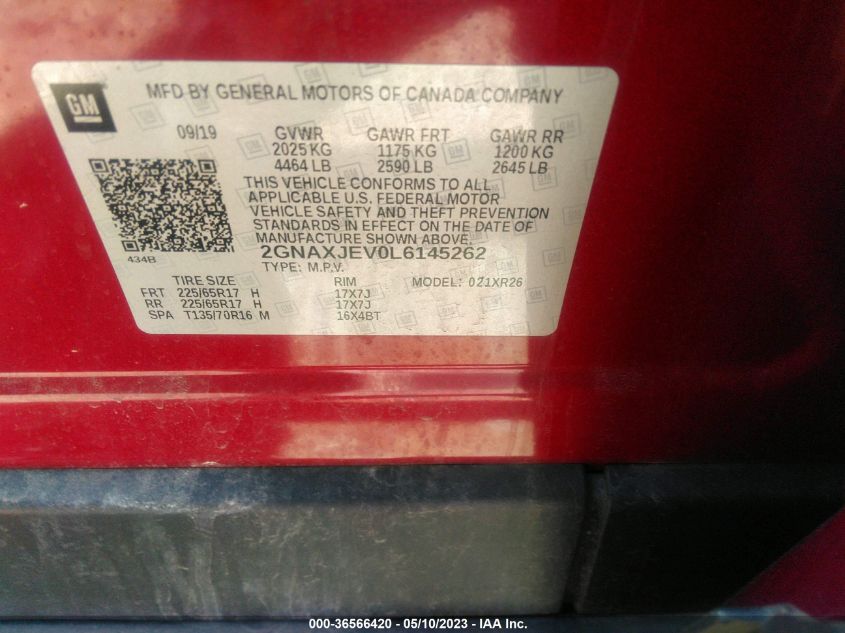 GM
MFD BY GENERAL MOTORS OF CANADA COMPANY
09/19 GVWR GAWR FRT GAWR RR
2025 KG 1175 KG 1200 KG
4464 LB 2590 LB 2645 LB
THIS VEHICLE CONFORMS TO ALL
APPLICABLE U.S. FEDERAL MOTOR
VEHICLE SAFETY AND THEFT PREVENTION
STANDARDS IN EFFECT ON THE DATE OF
MANUFACTURE SHOWN ABOVE.
434B
2GNAXJEV0L6145262
TYPE: M.P.V.
TIRE SIZE RIM MODEL: 021XR26
FRT 225/65R17 H 17X7J
RR 225/65R17 H 17X7J
SPA T135/70R16 M 16X4BT
000-36566420 - 05/10/2023 - IAA Inc.